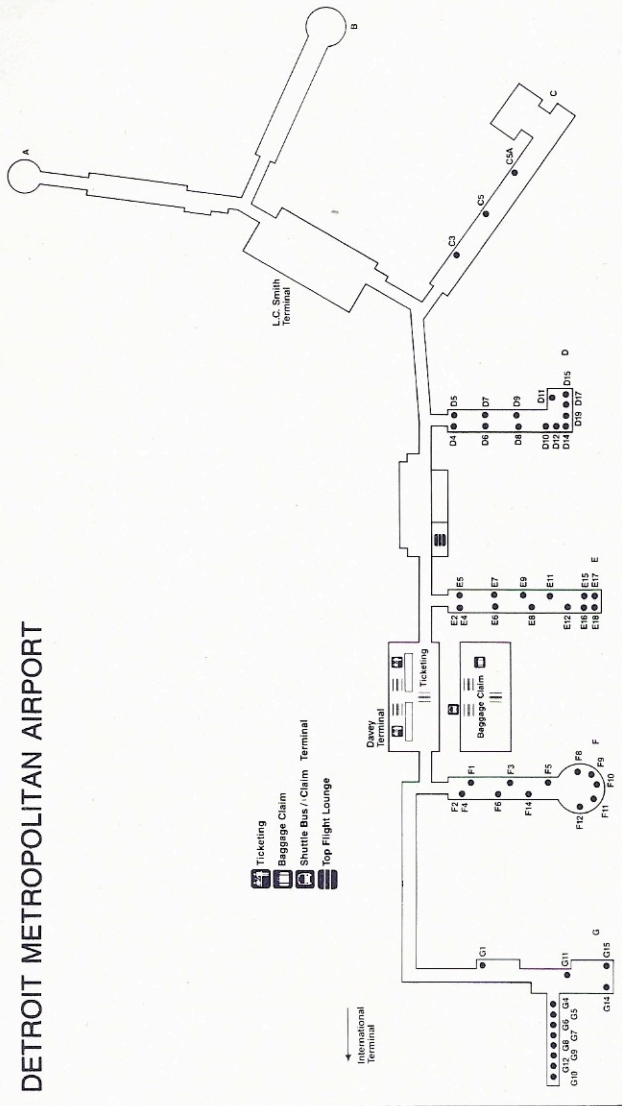 DETROIT METROPOLITAN AIRPORT
Ticketing
Baggage Claim
Shuttle Bus / Claim Terminal
Top Flight Lounge
International
Terminal
Davey
Terminal
Ticketing
Baggage Claim
L.C. Smith
Terminal
A
B
C
C3
C5
C5A
D
D4
D5
D6
D7
D8
D9
D10
D11
D12
D14
D15
D19
D17
E
E2
E4
E5
E6
E7
E8
E9
E11
E12
E15
E16
E17
E18
F
F2
F4
F1
F6
F3
F14
F5
F8
F9
F10
F11
F12
G
G1
G11
G15
G14
G4
G5
G6
G7
G8
G9
G12
G10